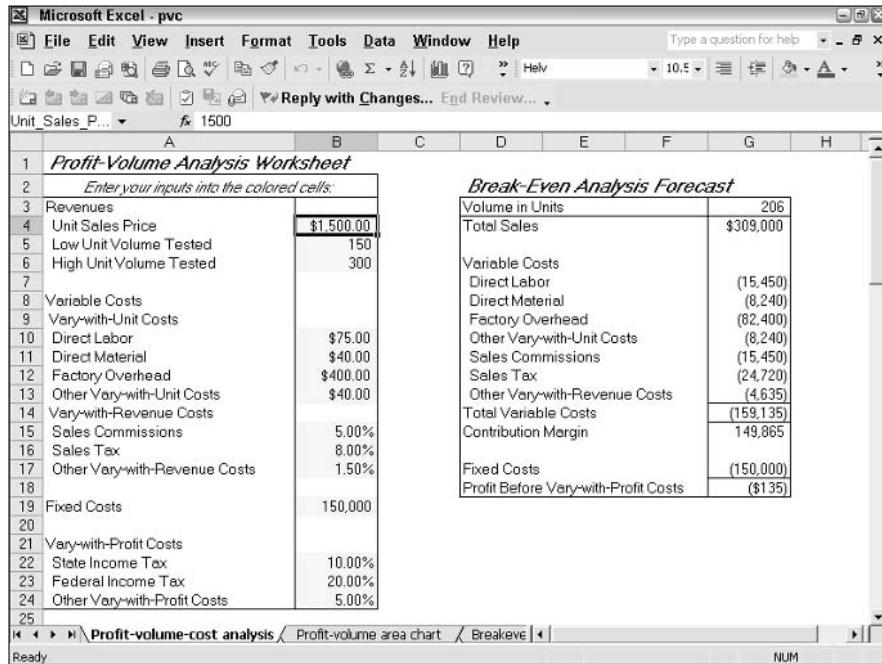 Microsoft Excel - pvc
File Edit View Insert Format Tools Data Window Help Type a question for help
Helv 10.5
Reply with Changes... End Review...
Unit_Sales_P... fx 1500
A B C D E F G H
1 Profit-Volume Analysis Worksheet
2 Enter your inputs into the colored cells: Break-Even Analysis Forecast
3 Revenues Volume in Units 206
4 Unit Sales Price $1,500.00 Total Sales $309,000
5 Low Unit Volume Tested 150
6 High Unit Volume Tested 300 Variable Costs
7 Direct Labor (15,450)
8 Variable Costs Direct Material (8,240)
9 Vary-with-Unit Costs Factory Overhead (82,400)
10 Direct Labor $75.00 Other Vary-with-Unit Costs (8,240)
11 Direct Material $40.00 Sales Commissions (15,450)
12 Factory Overhead $400.00 Sales Tax (24,720)
13 Other Vary-with-Unit Costs $40.00 Other Vary-with-Revenue Costs (4,635)
14 Vary-with-Revenue Costs Total Variable Costs (159,135)
15 Sales Commissions 5.00% Contribution Margin 149,865
16 Sales Tax 8.00%
17 Other Vary-with-Revenue Costs 1.50% Fixed Costs (150,000)
18 Profit Before Vary-with-Profit Costs ($135)
19 Fixed Costs 150,000
20
21 Vary-with-Profit Costs
22 State Income Tax 10.00%
23 Federal Income Tax 20.00%
24 Other Vary-with-Profit Costs 5.00%
25
Profit-volume-cost analysis Profit-volume area chart Breakeve
Ready NUM